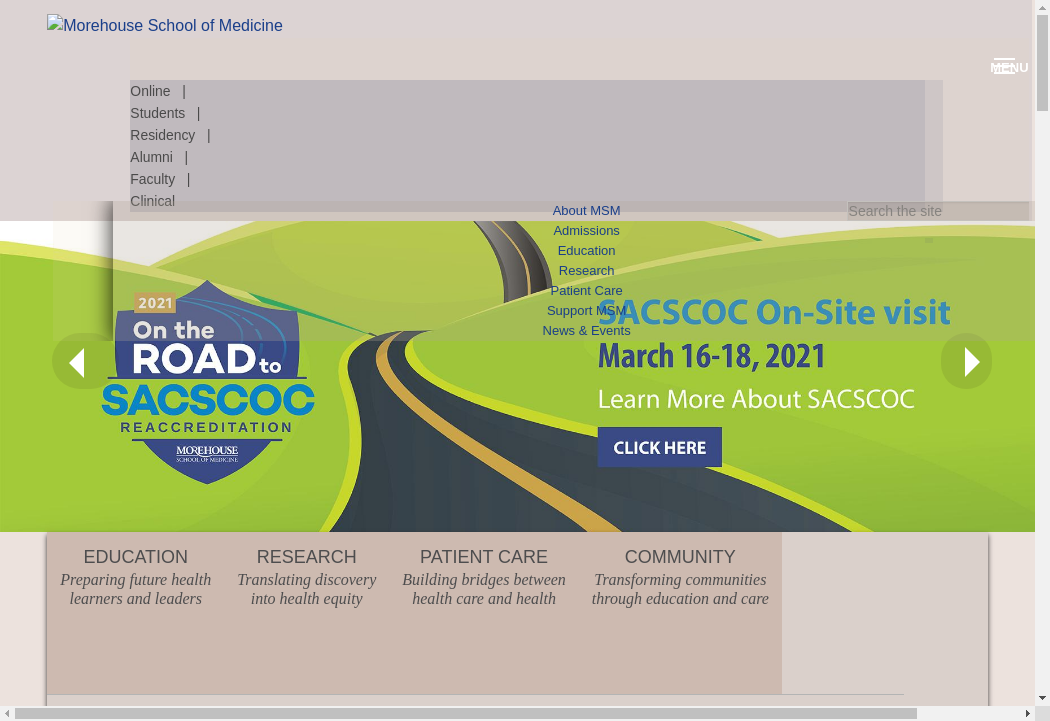 Morehouse School of Medicine
MENU
Online |
Students |
Residency |
Alumni |
Faculty |
Clinical
Search the site
About MSM
Admissions
Education
Research
Patient Care
Support MSM
News & Events
2021
On the
ROAD to
SACSCOC
REACCREDITATION
MOREHOUSE
SCHOOL OF MEDICINE
SACSCOC On-Site visit
March 16-18, 2021
Learn More About SACSCOC
CLICK HERE
EDUCATION
Preparing future health
learners and leaders
RESEARCH
Translating discovery
into health equity
PATIENT CARE
Building bridges between
health care and health
COMMUNITY
Transforming communities
through education and care